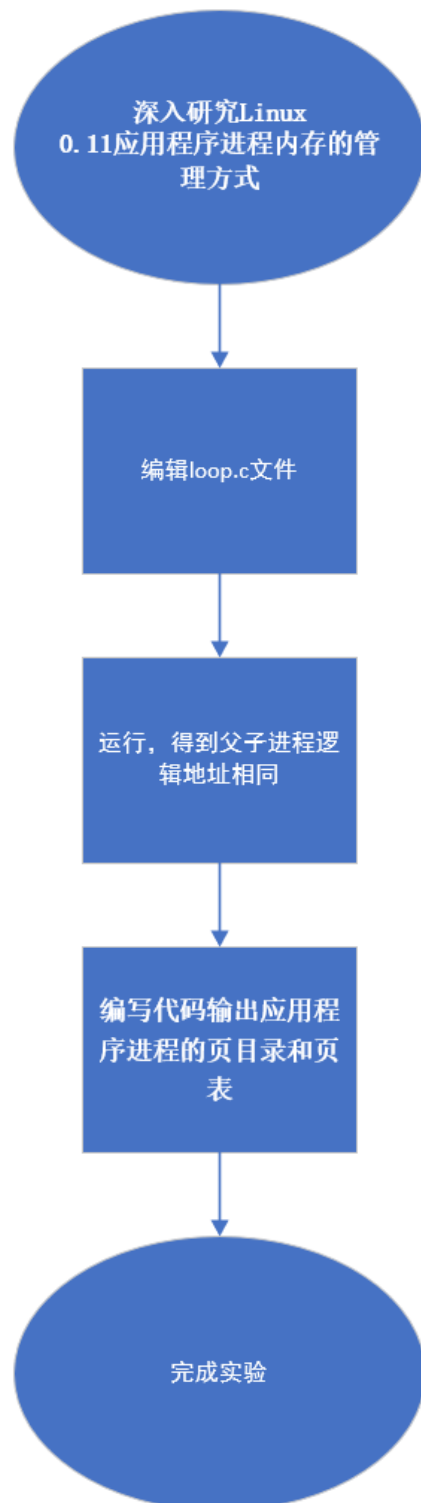 深入研究Linux
0.11应用程序进程内存的管
理方式
编辑loop.c文件
运行，得到父子进程逻
辑地址相同
编写代码输出应用程
序进程的页目录和页
表
完成实验